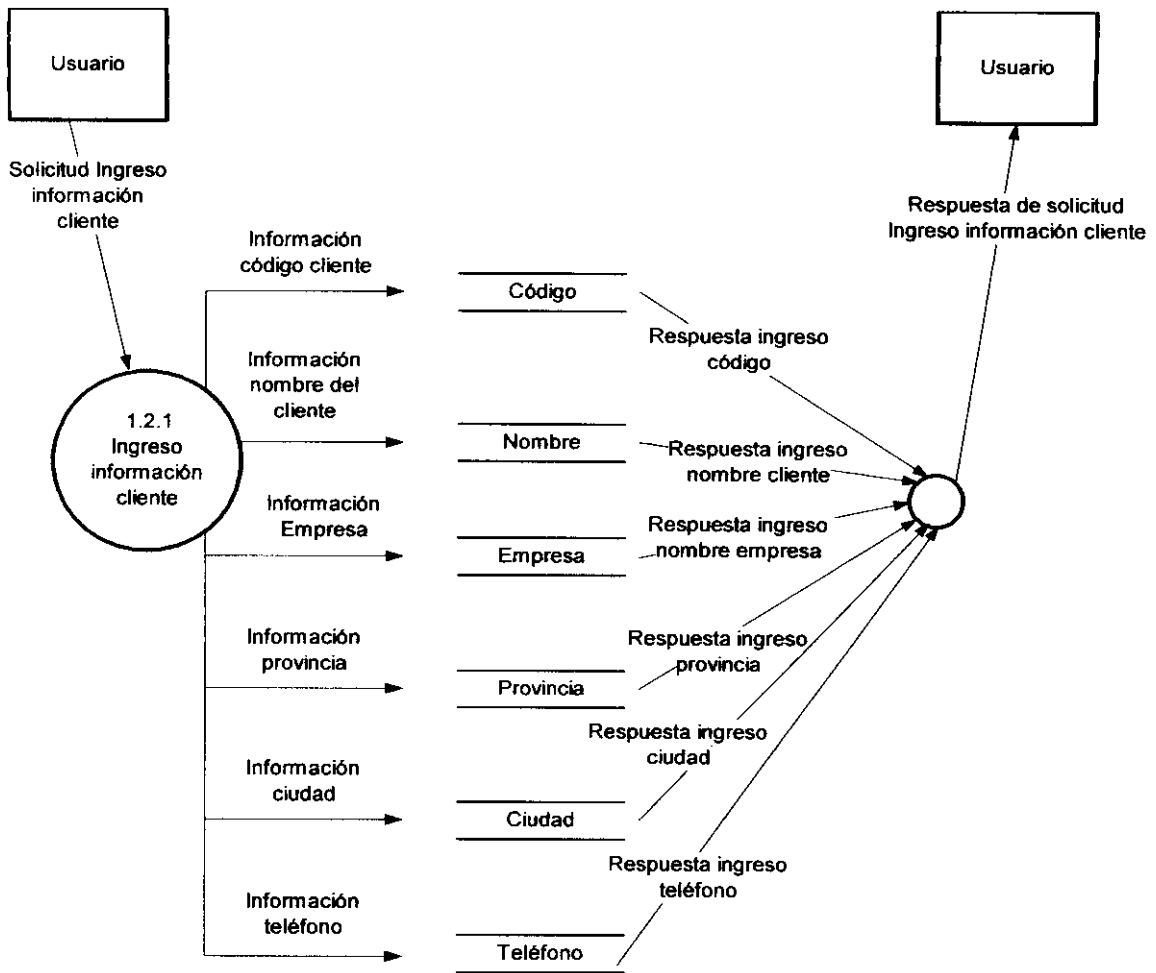 Usuario
Usuario
Solicitud Ingreso
información
cliente
Respuesta de solicitud
Ingreso información cliente
Información
código cliente
Código
Respuesta ingreso
código
Información
nombre del
cliente
1.2.1
Ingreso
información
cliente
Nombre
Respuesta ingreso
nombre cliente
Información
Empresa
Empresa
Respuesta ingreso
nombre empresa
Información
provincia
Provincia
Respuesta ingreso
provincia
Información
ciudad
Ciudad
Respuesta ingreso
ciudad
Información
teléfono
Teléfono
Respuesta ingreso
teléfono